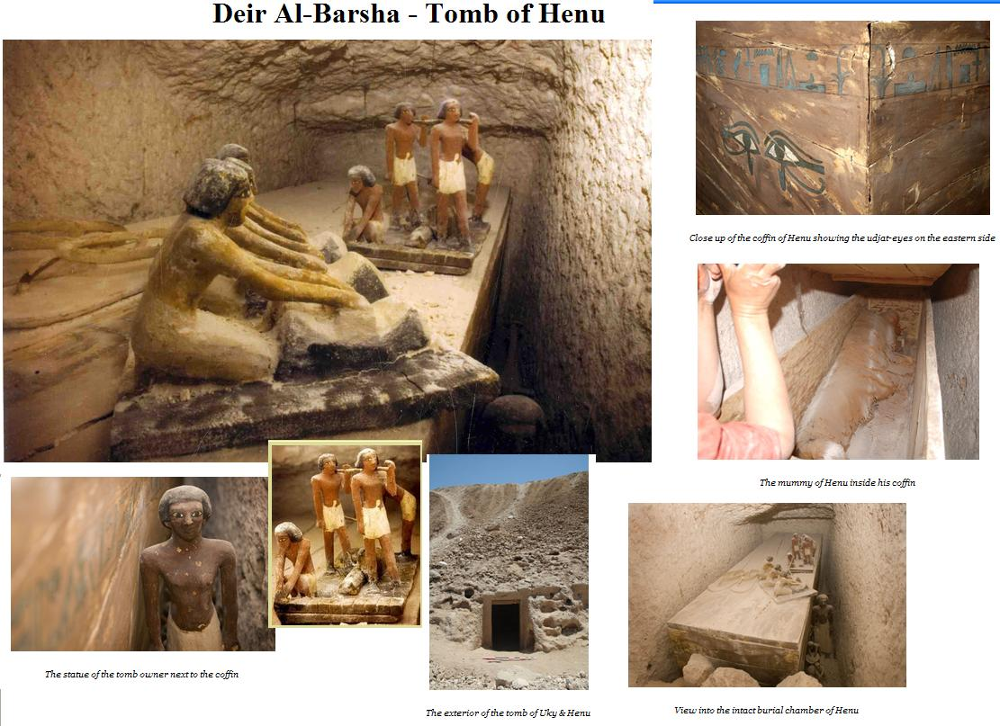 Deir Al-Barsha - Tomb of Henu
Close up of the coffin of Henu showing the udjat-eyes on the eastern side
The mummy of Henu inside his coffin
The statue of the tomb owner next to the coffin
The exterior of the tomb of Uky & Henu
View into the intact burial chamber of Henu